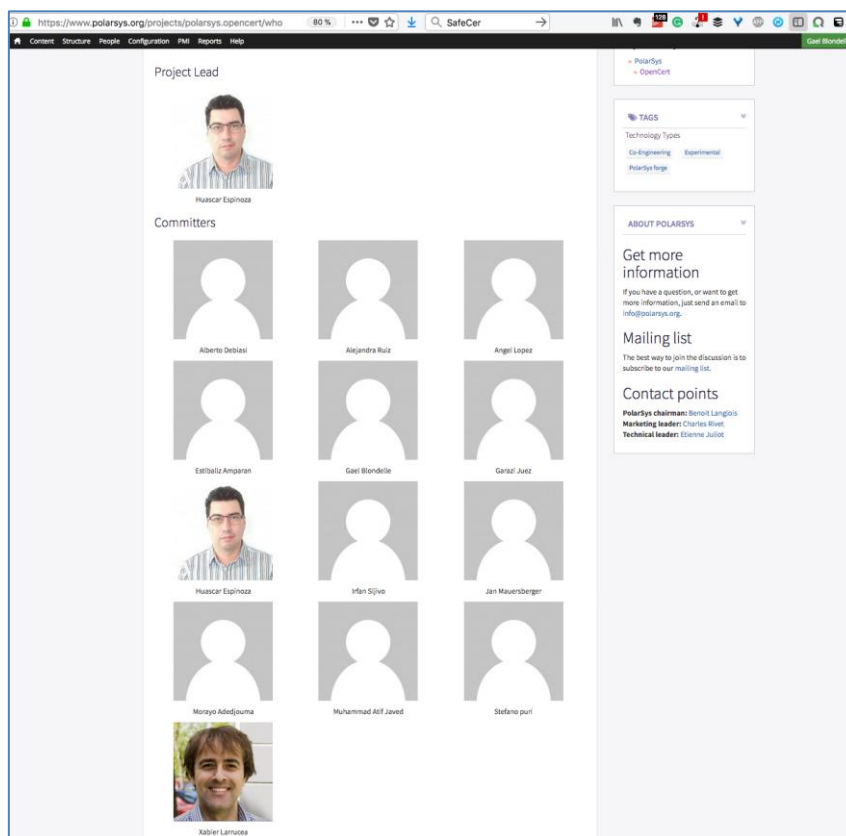 https://www.polarsys.org/projects/polarsys.opencert/who
80 %
SafeCer
128
Content Structure People Configuration PMI Reports Help
Gael Blondell
PolarSys
OpenCert
Project Lead
Huascar Espinoza
TAGS
Technology Types
Co-Engineering Experimental
PolarSys forge
Committers
Alberto Debiasi Alejandra Ruiz Angel Lopez
Estibaliz Amparan Gael Blondelle Garazi Juez
Huascar Espinoza Irfan Sljivo Jan Mauersberger
Morayo Adedjouma Muhammad Atif Javed Stefano puri
Xabier Larrucea
ABOUT POLARSYS
Get more
information
If you have a question, or want to get
more information, just send an email to
info@polarsys.org.
Mailing list
The best way to join the discussion is to
subscribe to our mailing list.
Contact points
PolarSys chairman: Benoit Langlois
Marketing leader: Charles Rivet
Technical leader: Etienne Juliot